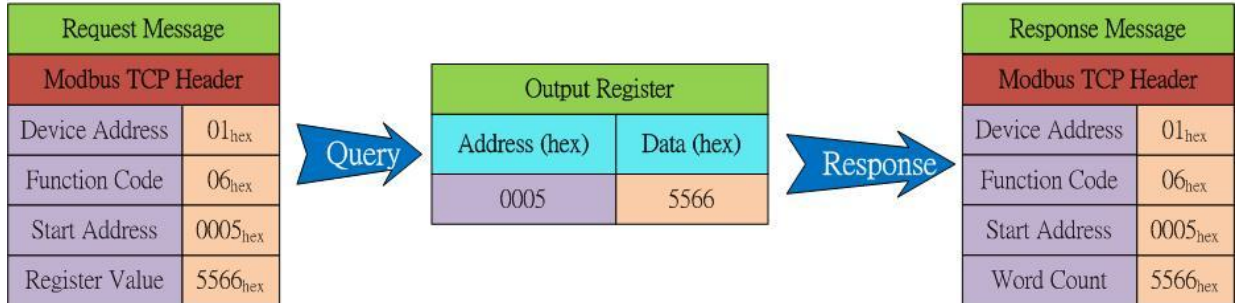 Request Message
Modbus TCP Header
Device Address 01hex
Function Code 06hex
Start Address 0005hex
Register Value 5566hex
Query
Output Register
Address (hex) Data (hex)
0005 5566
Response
Response Message
Modbus TCP Header
Device Address 01hex
Function Code 06hex
Start Address 0005hex
Word Count 5566hex